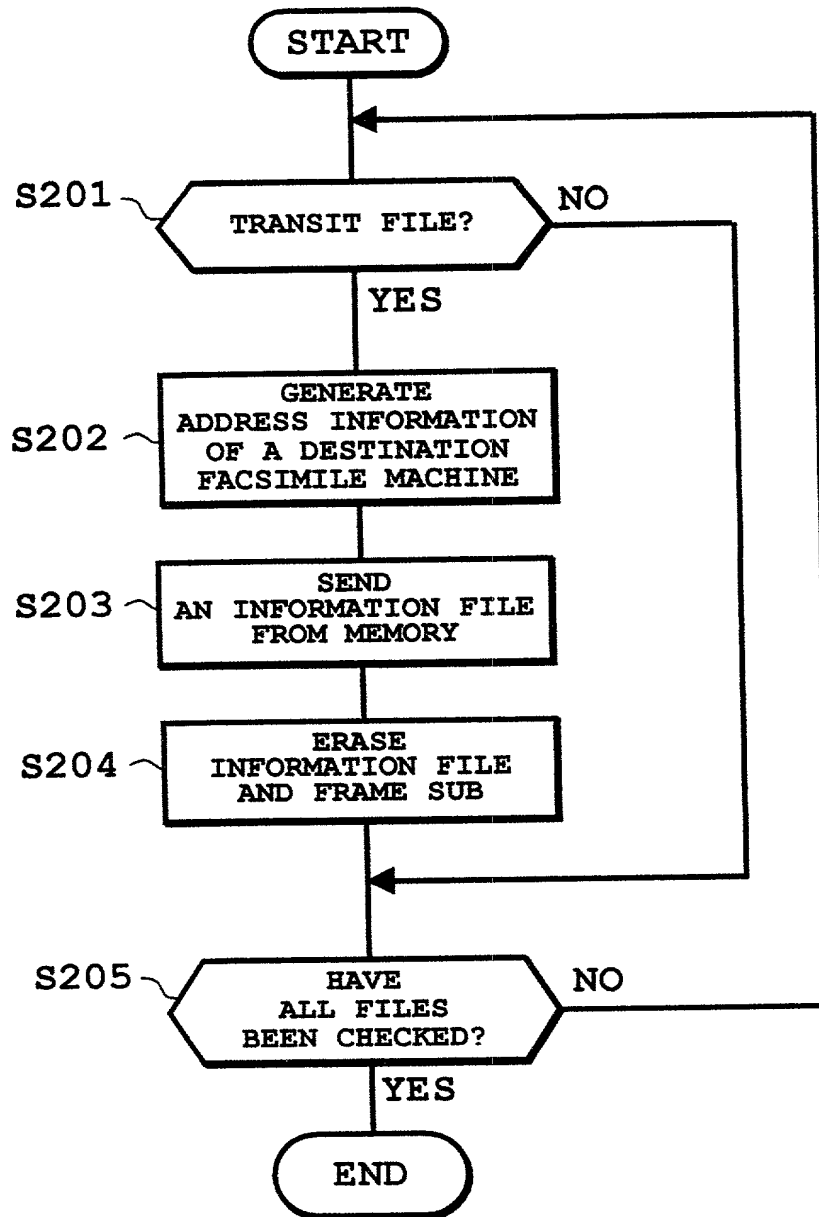 START
S201
TRANSIT FILE?
NO
YES
S202
GENERATE
ADDRESS INFORMATION
OF A DESTINATION
FACSIMILE MACHINE
S203
SEND
AN INFORMATION FILE
FROM MEMORY
S204
ERASE
INFORMATION FILE
AND FRAME SUB
S205
HAVE
ALL FILES
BEEN CHECKED?
NO
YES
END